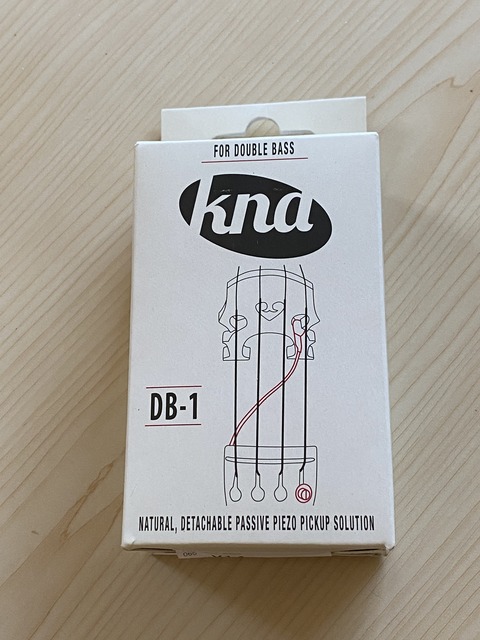 FOR DOUBLE BASS
kna
DB-1
NATURAL, DETACHABLE PASSIVE PIEZO PICKUP SOLUTION